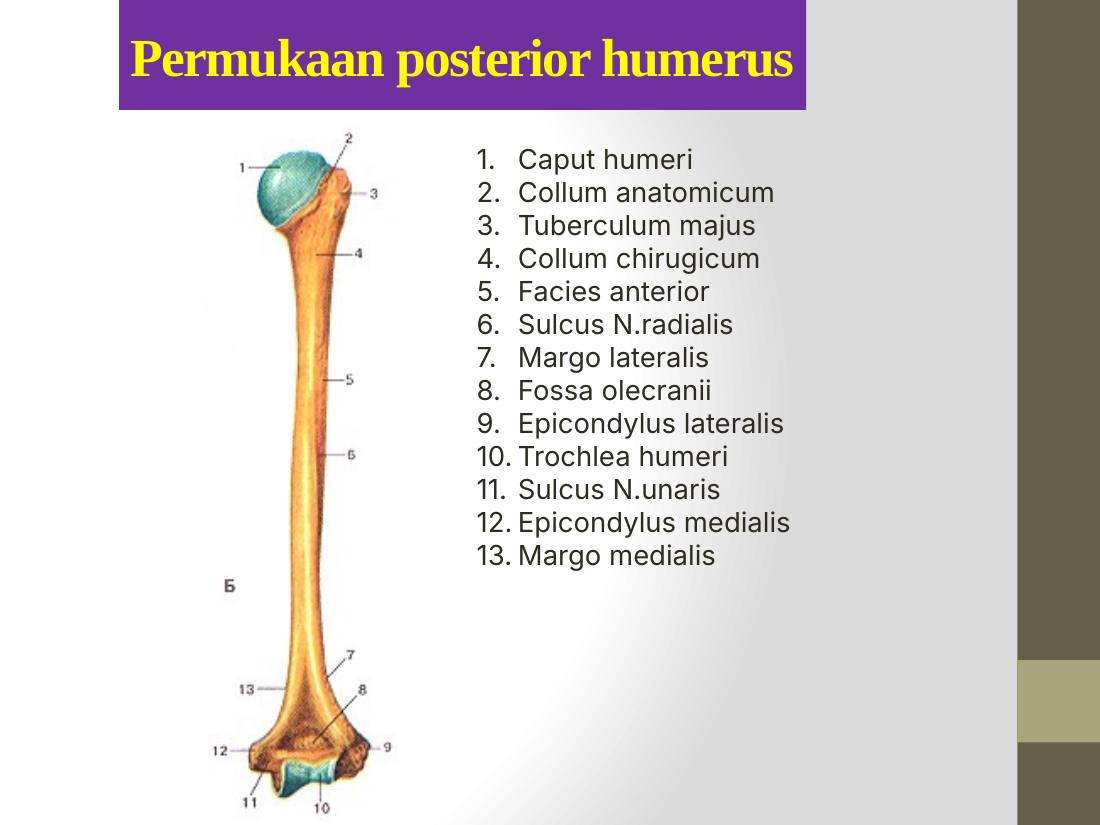 Permukaan posterior humerus
2
1
3
4
5
6
Б
7
13
8
12
9
11
10
1. Caput humeri
2. Collum anatomicum
3. Tuberculum majus
4. Collum chirugicum
5. Facies anterior
6. Sulcus N.radialis
7. Margo lateralis
8. Fossa olecranii
9. Epicondylus lateralis
10. Trochlea humeri
11. Sulcus N.unaris
12. Epicondylus medialis
13. Margo medialis